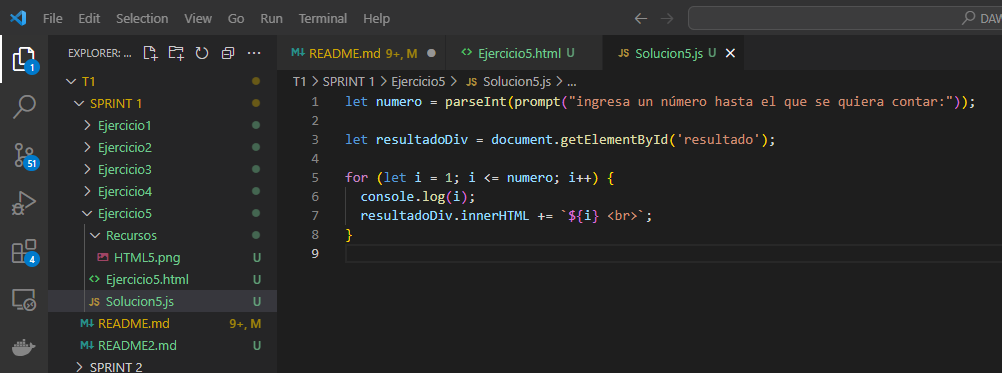 File Edit Selection View Go Run Terminal Help DAW
EXPLORER: ...
README.md 9+, M
Ejercicio5.html U
JS Solucion5.js U
T1 > SPRINT 1 > Ejercicio5 > JS Solucion5.js > ...
T1
SPRINT 1
Ejercicio1
Ejercicio2
Ejercicio3
Ejercicio4
Ejercicio5
Recursos
HTML5.png U
Ejercicio5.html U
JS Solucion5.js U
README.md 9+, M
README2.md U
SPRINT 2
1
51
4
1 let numero = parseInt(prompt("ingresa un número hasta el que se quiera contar:"));
2
3 let resultadoDiv = document.getElementById('resultado');
4
5 for (let i = 1; i <= numero; i++) {
6 console.log(i);
7 resultadoDiv.innerHTML += `${i} <br>`;
8 }
9